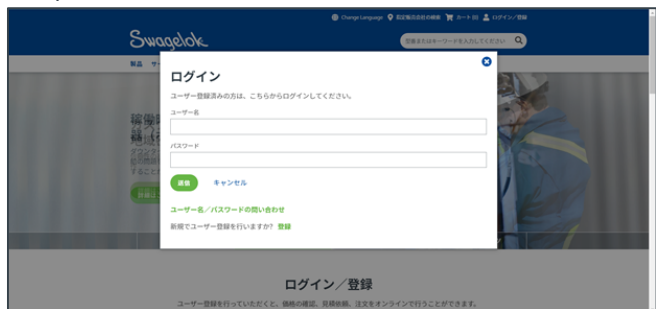 Change Language 指定販売会社の検索 カート (0) ログイン/登録
Swagelok
型番またはキーワードを入力してください
製品 サ
ログイン
ユーザー登録済みの方は、こちらからログインしてください。
ユーザー名
パスワード
送信 キャンセル
ユーザー名/パスワードの問い合わせ
新規でユーザー登録を行いますか? 登録
ログイン/登録
ユーザー登録を行っていただくと、価格の確認、見積依頼、注文をオンラインで行うことができます。